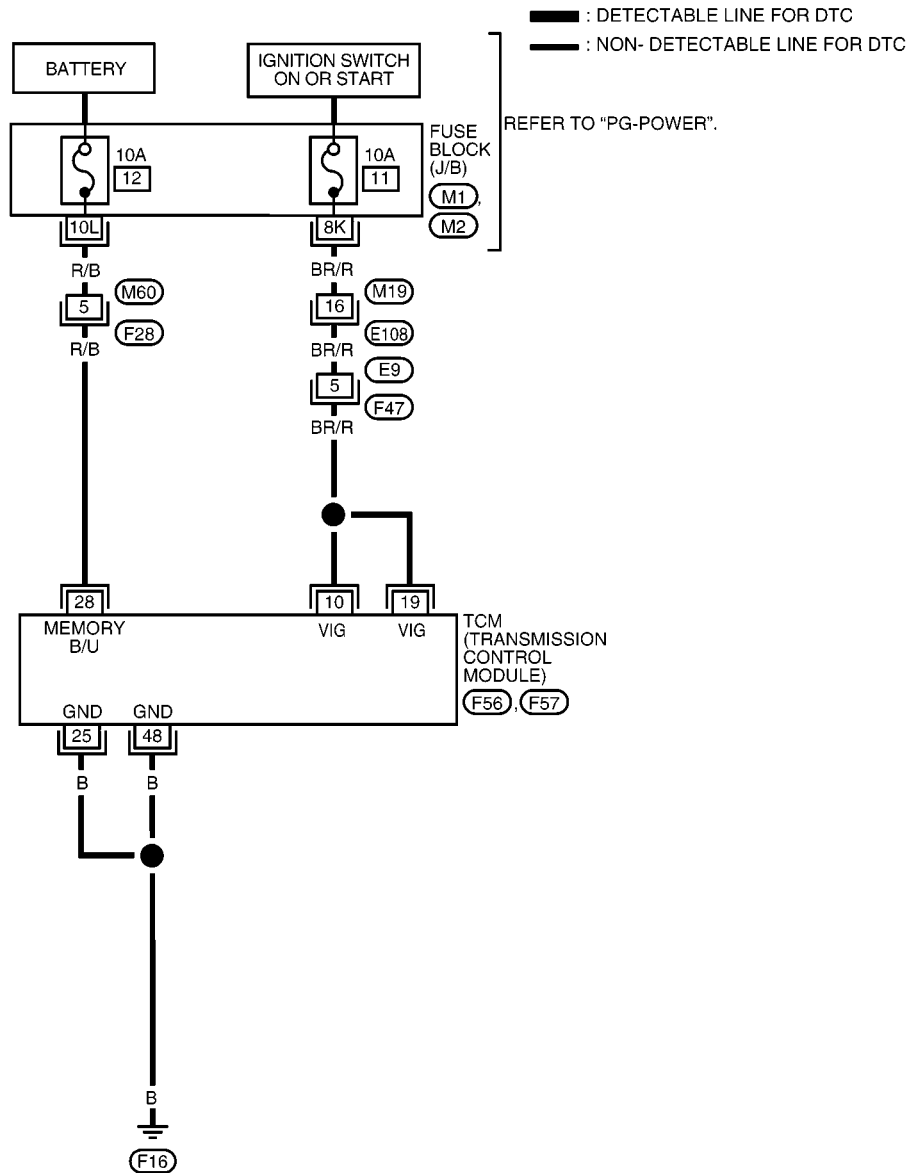 : DETECTABLE LINE FOR DTC
: NON- DETECTABLE LINE FOR DTC
BATTERY
IGNITION SWITCH
ON OR START
REFER TO "PG-POWER".
10A
12
10A
11
FUSE
BLOCK
(J/B)
M1,
M2
10L
8K
R/B
BR/R
5
M60
16
M19
F28
E108
R/B
BR/R
E9
5
F47
BR/R
28
10
19
MEMORY
B/U
VIG
VIG
TCM
(TRANSMISSION
CONTROL
MODULE)
F56, F57
GND
GND
25
48
B
B
B
F16